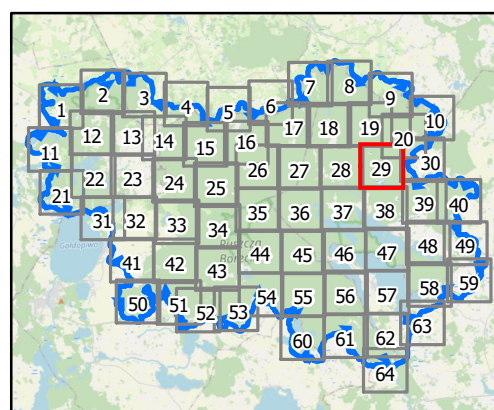 1 2 3 4 5 6 7 8 9 10
11 12 13 14 15 16 17 18 19 20
21 22 23 24 25 26 27 28 29 30
31 32 33 34 35 36 37 38 39 40
41 42 43 44 45 46 47 48 49
50 51 52 53 54 55 56 57 58 59
60 61 62 63
64
Gołdopiwo
Puszcza
Borecka